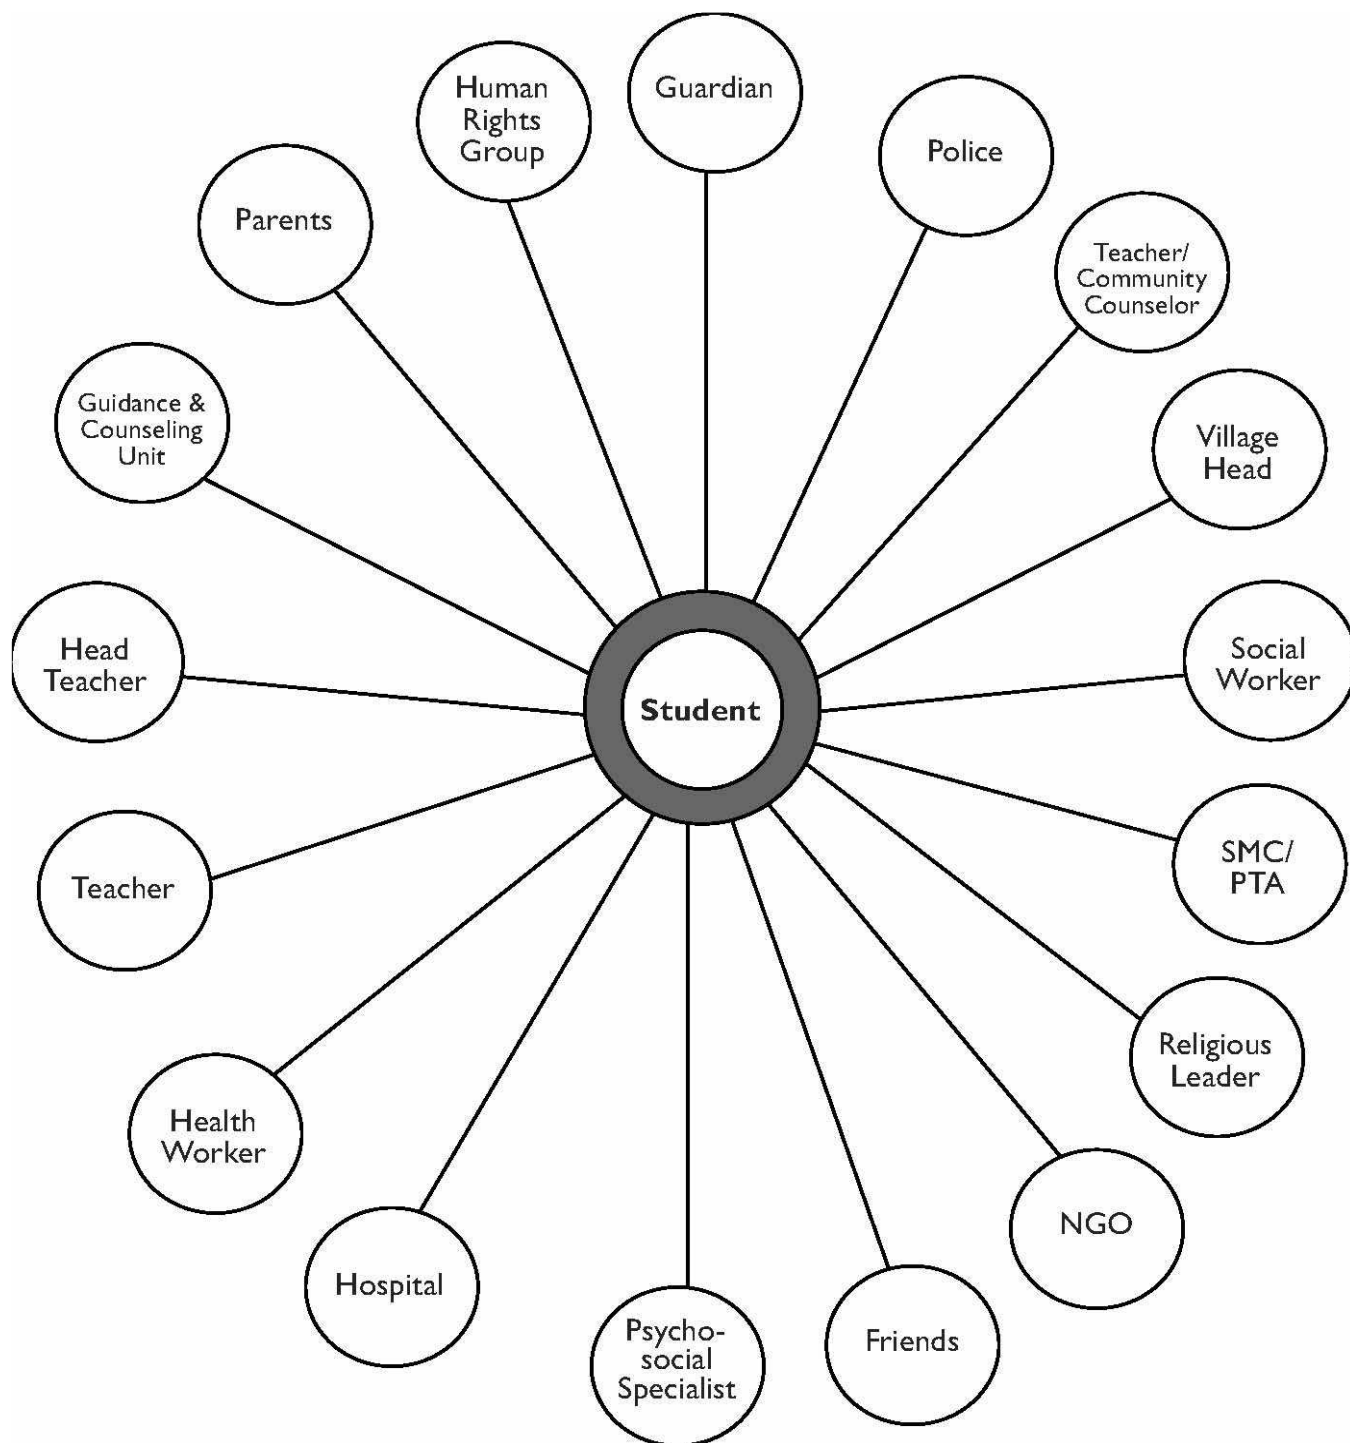 Guardian
Human
Rights
Group
Police
Parents
Teacher/
Community
Counselor
Guidance &
Counseling
Unit
Village
Head
Head
Teacher
Social
Worker
Student
Teacher
SMC/
PTA
Religious
Leader
Health
Worker
NGO
Hospital
Friends
Psycho-
social
Specialist